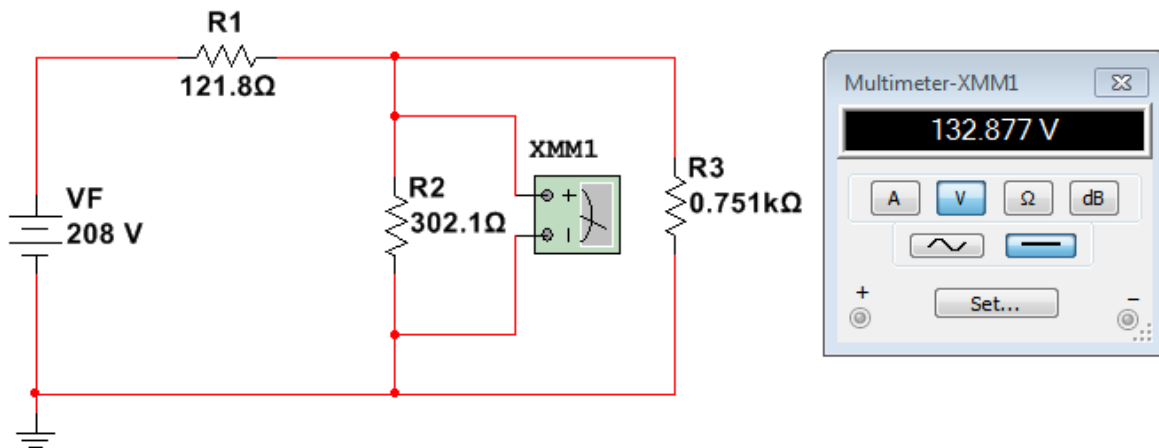 R1
121.8Ω
VF
208 V
R2
302.1Ω
XMM1
+
R3
0.751kΩ
Multimeter-XMM1
132.877 V
A V Ω dB
+ Set... −